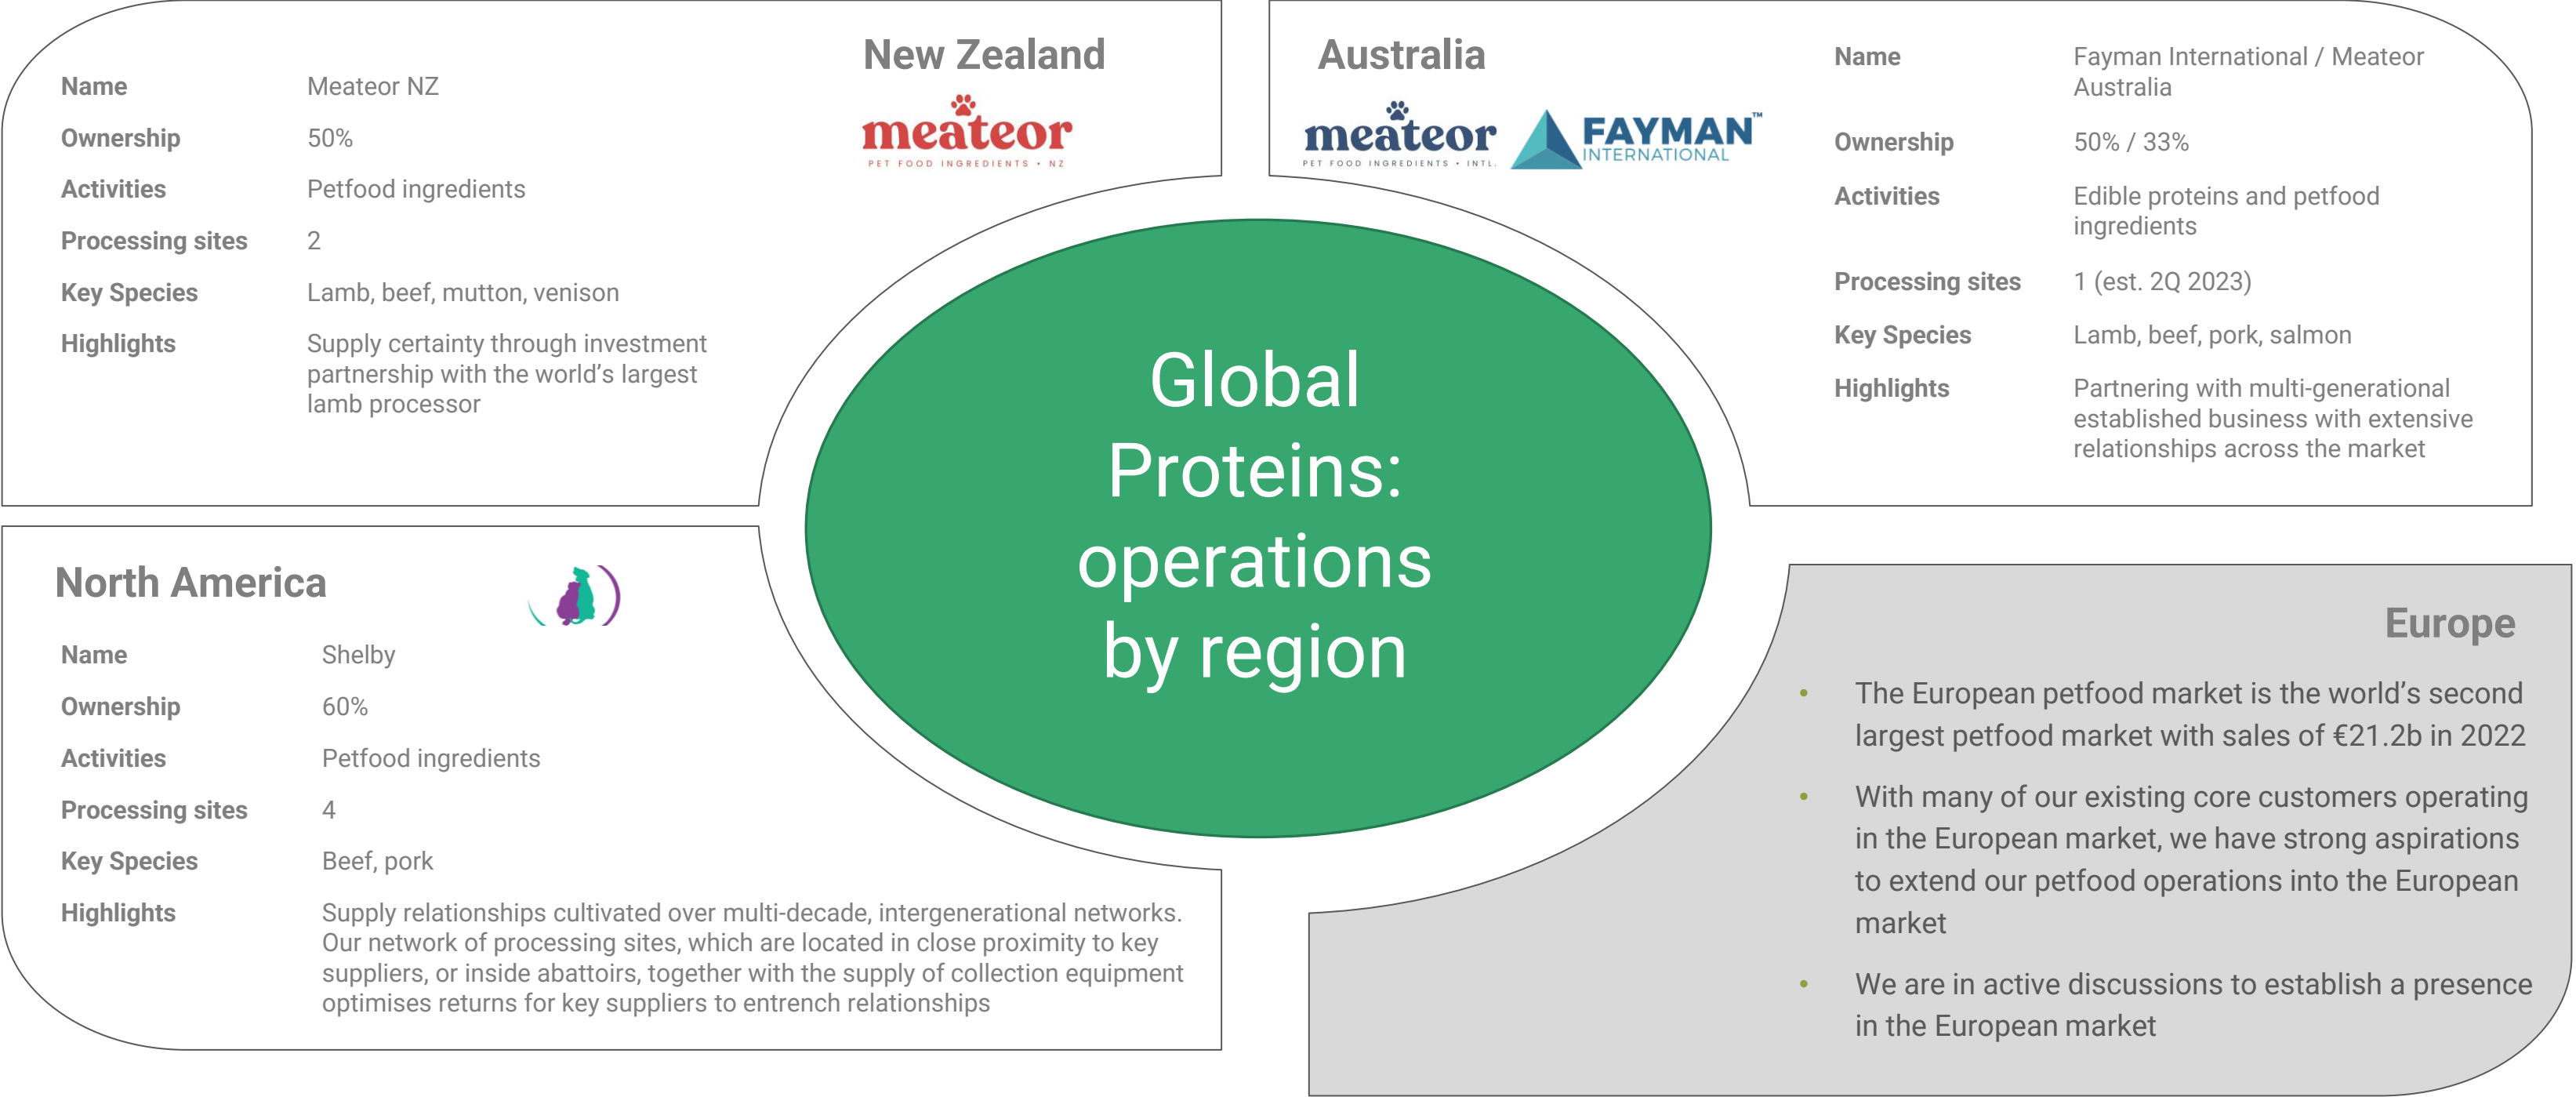 New Zealand
meateor
PET FOOD INGREDIENTS • NZ
Name Meateor NZ
Ownership 50%
Activities Petfood ingredients
Processing sites 2
Key Species Lamb, beef, mutton, venison
Highlights Supply certainty through investment
partnership with the world’s largest
lamb processor
Australia
meateor
PET FOOD INGREDIENTS • INTL.
FAYMAN™
INTERNATIONAL
Name Fayman International / Meateor
Australia
Ownership 50% / 33%
Activities Edible proteins and petfood
ingredients
Processing sites 1 (est. 2Q 2023)
Key Species Lamb, beef, pork, salmon
Highlights Partnering with multi-generational
established business with extensive
relationships across the market
Global
Proteins:
operations
by region
North America
Name Shelby
Ownership 60%
Activities Petfood ingredients
Processing sites 4
Key Species Beef, pork
Highlights Supply relationships cultivated over multi-decade, intergenerational networks.
Our network of processing sites, which are located in close proximity to key
suppliers, or inside abattoirs, together with the supply of collection equipment
optimises returns for key suppliers to entrench relationships
Europe
• The European petfood market is the world’s second
largest petfood market with sales of €21.2b in 2022
• With many of our existing core customers operating
in the European market, we have strong aspirations
to extend our petfood operations into the European
market
• We are in active discussions to establish a presence
in the European market